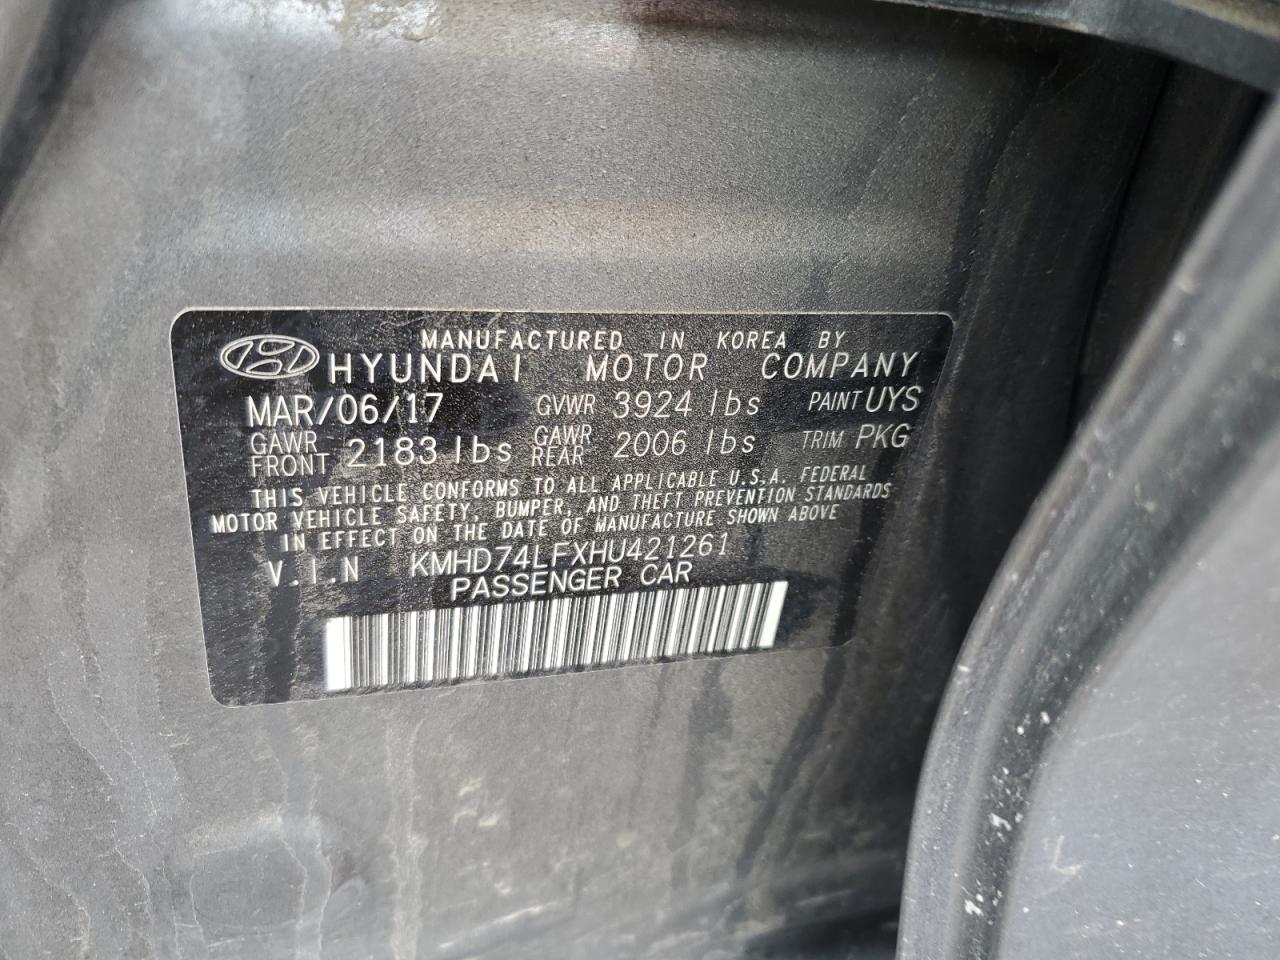 MANUFACTURED IN KOREA BY
HYUNDAI MOTOR COMPANY
MAR/06/17 GVWR 3924 lbs PAINT UYS
GAWR FRONT 2183 lbs GAWR REAR 2006 lbs TRIM PKG
THIS VEHICLE CONFORMS TO ALL APPLICABLE U.S.A. FEDERAL
MOTOR VEHICLE SAFETY, BUMPER, AND THEFT PREVENTION STANDARDS
IN EFFECT ON THE DATE OF MANUFACTURE SHOWN ABOVE
V.I.N KMHD74LFXHU421261
PASSENGER CAR